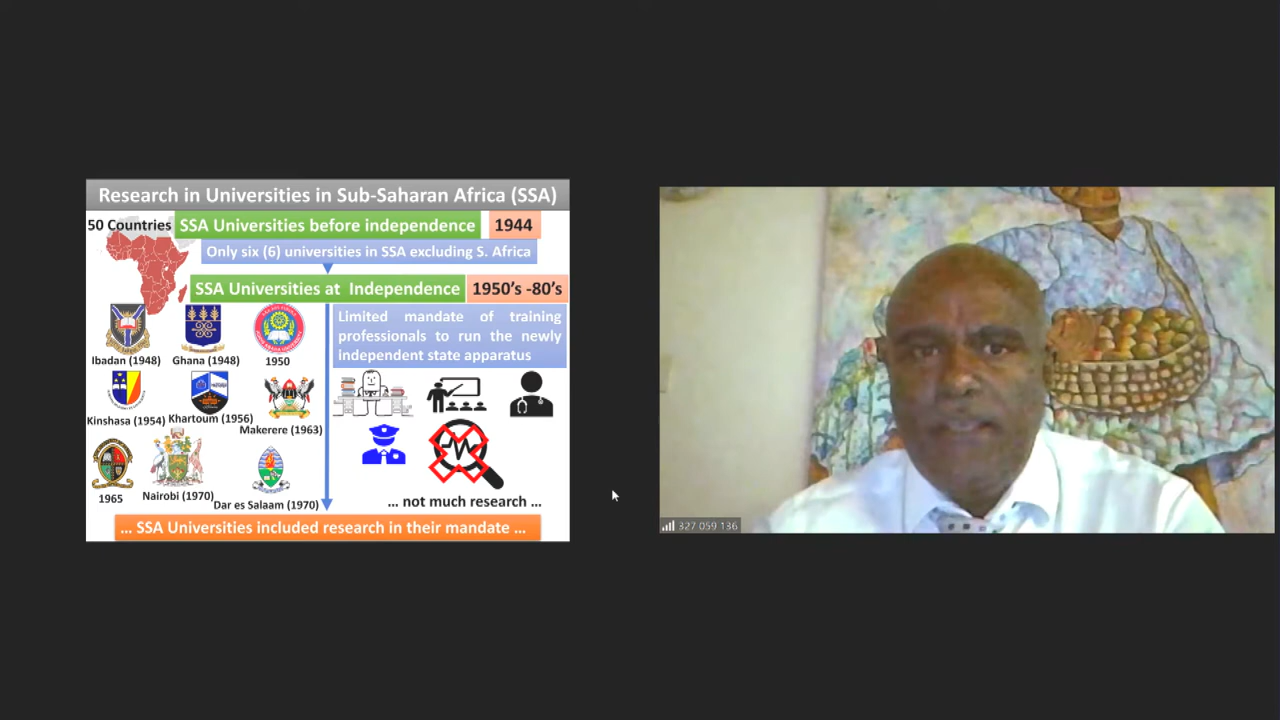 Research in Universities in Sub-Saharan Africa (SSA)
50 Countries
SSA Universities before independence
1944
Only six (6) universities in SSA excluding S. Africa
SSA Universities at Independence
1950's -80's
Limited mandate of training
professionals to run the newly
independent state apparatus
Ibadan (1948)
Ghana (1948)
1950
Kinshasa (1954)
Khartoum (1956)
Makerere (1963)
1965
Nairobi (1970)
Dar es Salaam (1970)
... not much research ...
... SSA Universities included research in their mandate ...
327 059 136